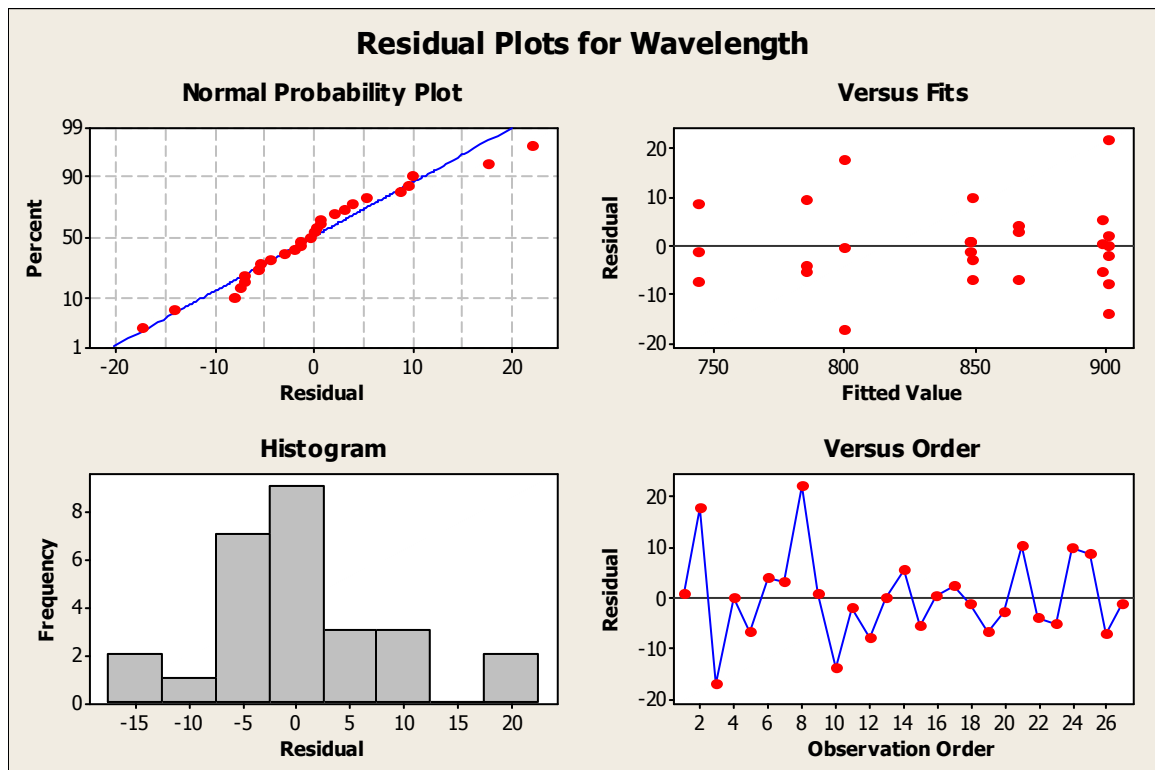 Residual Plots for Wavelength
Normal Probability Plot
99
90
50
10
1
Percent
-20 -10 0 10 20
Residual
Versus Fits
20
10
0
-10
-20
Residual
750 800 850 900
Fitted Value
Histogram
8
6
4
2
0
Frequency
-15 -10 -5 0 5 10 15 20
Residual
Versus Order
20
10
0
-10
-20
Residual
2 4 6 8 10 12 14 16 18 20 22 24 26
Observation Order